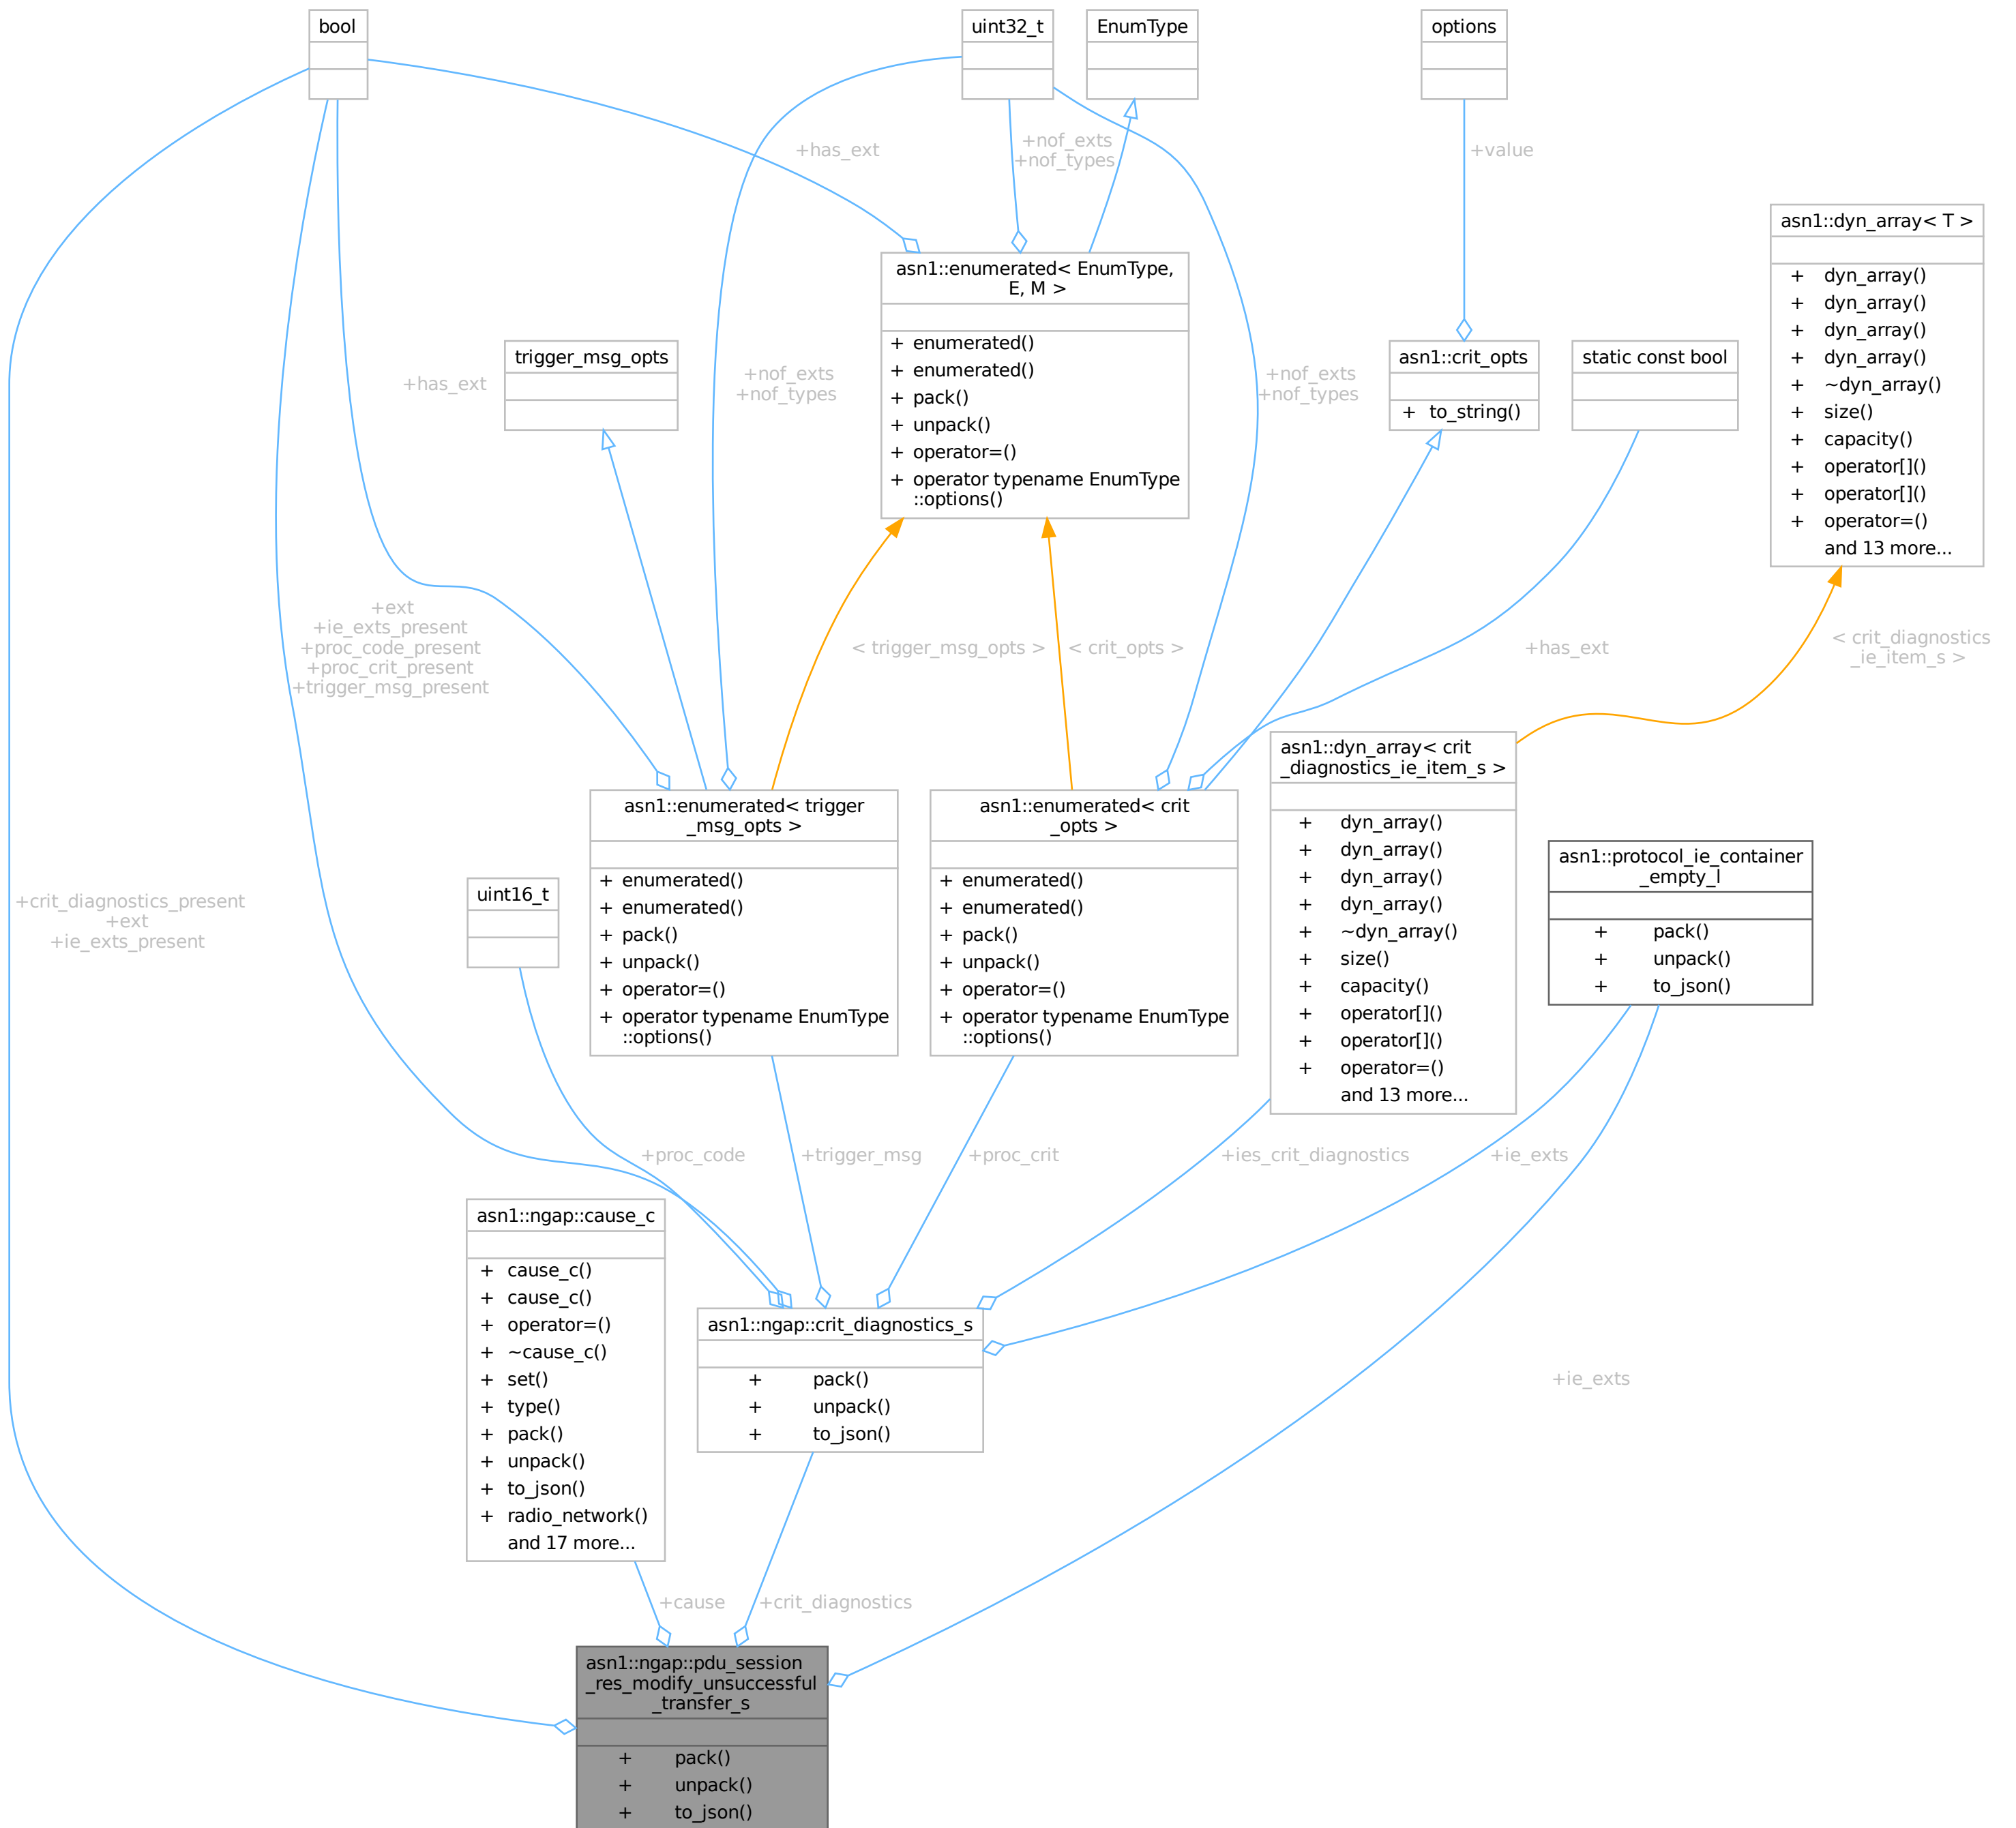 bool
uint32_t
EnumType
options
+has_ext
+nof_exts
+nof_types
+value
asn1::dyn_array< T >
+ dyn_array()
+ dyn_array()
+ dyn_array()
+ dyn_array()
+ ~dyn_array()
+ size()
+ capacity()
+ operator[]()
+ operator[]()
+ operator=()
and 13 more...
asn1::enumerated< EnumType,
E, M >
+ enumerated()
+ enumerated()
+ pack()
+ unpack()
+ operator=()
+ operator typename EnumType
::options()
trigger_msg_opts
asn1::crit_opts
+ to_string()
static const bool
+has_ext
+nof_exts
+nof_types
+nof_exts
+nof_types
+ext
+ie_exts_present
+proc_code_present
+proc_crit_present
+trigger_msg_present
< trigger_msg_opts >
< crit_opts >
+has_ext
< crit_diagnostics
_ie_item_s >
asn1::dyn_array< crit
_diagnostics_ie_item_s >
+ dyn_array()
+ dyn_array()
+ dyn_array()
+ dyn_array()
+ ~dyn_array()
+ size()
+ capacity()
+ operator[]()
+ operator[]()
+ operator=()
and 13 more...
asn1::enumerated< trigger
_msg_opts >
+ enumerated()
+ enumerated()
+ pack()
+ unpack()
+ operator=()
+ operator typename EnumType
::options()
asn1::enumerated< crit
_opts >
+ enumerated()
+ enumerated()
+ pack()
+ unpack()
+ operator=()
+ operator typename EnumType
::options()
asn1::protocol_ie_container
_empty_l
+ pack()
+ unpack()
+ to_json()
uint16_t
+crit_diagnostics_present
+ext
+ie_exts_present
+proc_code
+trigger_msg
+proc_crit
+ies_crit_diagnostics
+ie_exts
asn1::ngap::cause_c
+ cause_c()
+ cause_c()
+ operator=()
+ ~cause_c()
+ set()
+ type()
+ pack()
+ unpack()
+ to_json()
+ radio_network()
and 17 more...
asn1::ngap::crit_diagnostics_s
+ pack()
+ unpack()
+ to_json()
+ie_exts
+cause
+crit_diagnostics
asn1::ngap::pdu_session
_res_modify_unsuccessful
_transfer_s
+ pack()
+ unpack()
+ to_json()